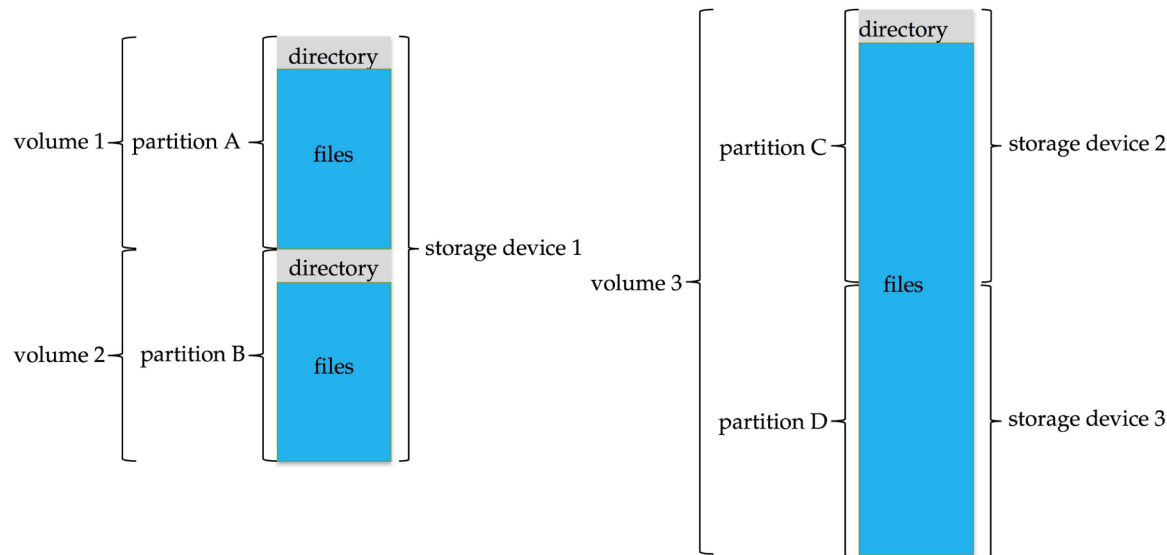 directory
volume 1
partition A
files
storage device 1
directory
volume 2
partition B
files
directory
partition C
storage device 2
volume 3
files
partition D
storage device 3